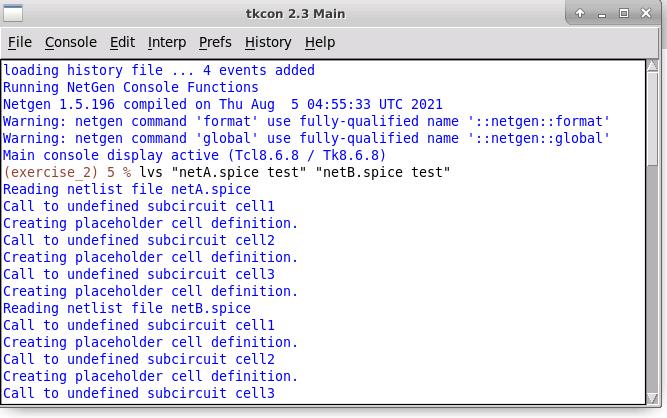 tkcon 2.3 Main
File Console Edit Interp Prefs History Help
loading history file ... 4 events added
Running NetGen Console Functions
Netgen 1.5.196 compiled on Thu Aug  5 04:55:33 UTC 2021
Warning: netgen command 'format' use fully-qualified name '::netgen::format'
Warning: netgen command 'global' use fully-qualified name '::netgen::global'
Main console display active (Tcl8.6.8 / Tk8.6.8)
(exercise_2) 5 % lvs "netA.spice test" "netB.spice test"
Reading netlist file netA.spice
Call to undefined subcircuit cell1
Creating placeholder cell definition.
Call to undefined subcircuit cell2
Creating placeholder cell definition.
Call to undefined subcircuit cell3
Creating placeholder cell definition.
Reading netlist file netB.spice
Call to undefined subcircuit cell1
Creating placeholder cell definition.
Call to undefined subcircuit cell2
Creating placeholder cell definition.
Call to undefined subcircuit cell3